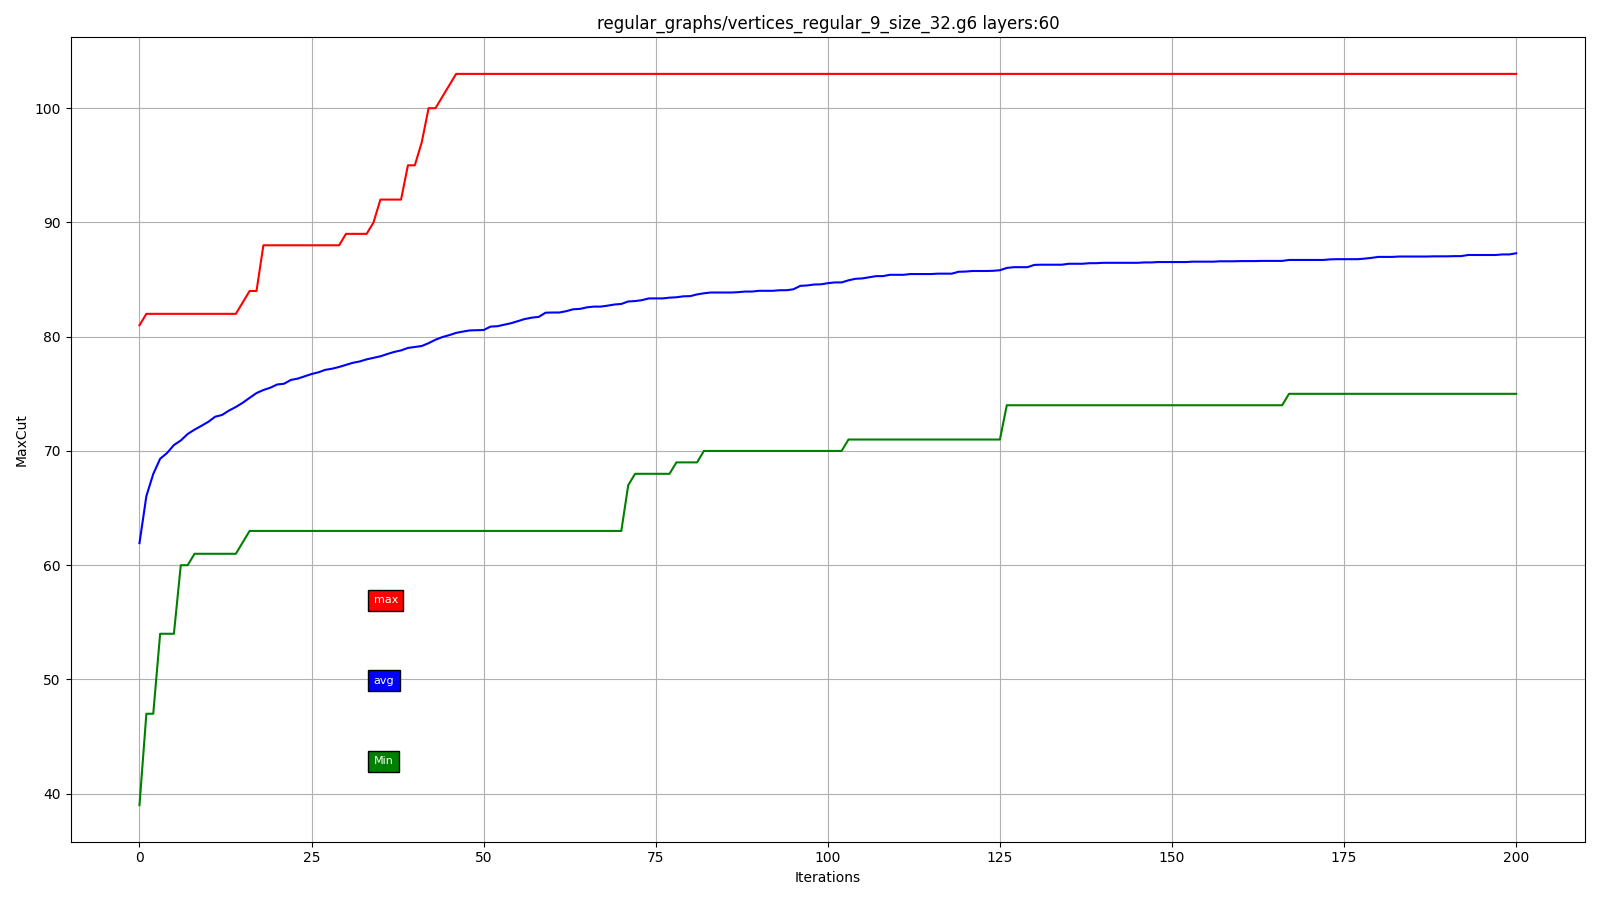 regular_graphs/vertices_regular_9_size_32.g6 layers:60
MaxCut
100
90
80
70
60
50
40
max
avg
Min
0 25 50 75 100 125 150 175 200
Iterations